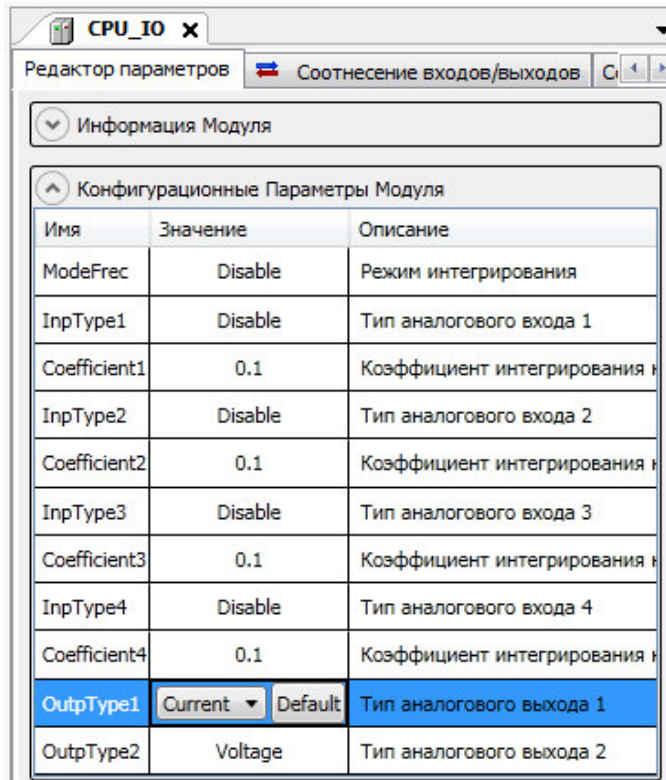 CPU_IO X
Редактор параметров Соотнесение входов/выходов
Информация Модуля
Конфигурационные Параметры Модуля
Имя Значение Описание
ModeFrec Disable Режим интегрирования
InpType1 Disable Тип аналогового входа 1
Coefficient1 0.1 Коэффициент интегрирования
InpType2 Disable Тип аналогового входа 2
Coefficient2 0.1 Коэффициент интегрирования
InpType3 Disable Тип аналогового входа 3
Coefficient3 0.1 Коэффициент интегрирования
InpType4 Disable Тип аналогового входа 4
Coefficient4 0.1 Коэффициент интегрирования
OutpType1 Current Default Тип аналогового выхода 1
OutpType2 Voltage Тип аналогового выхода 2